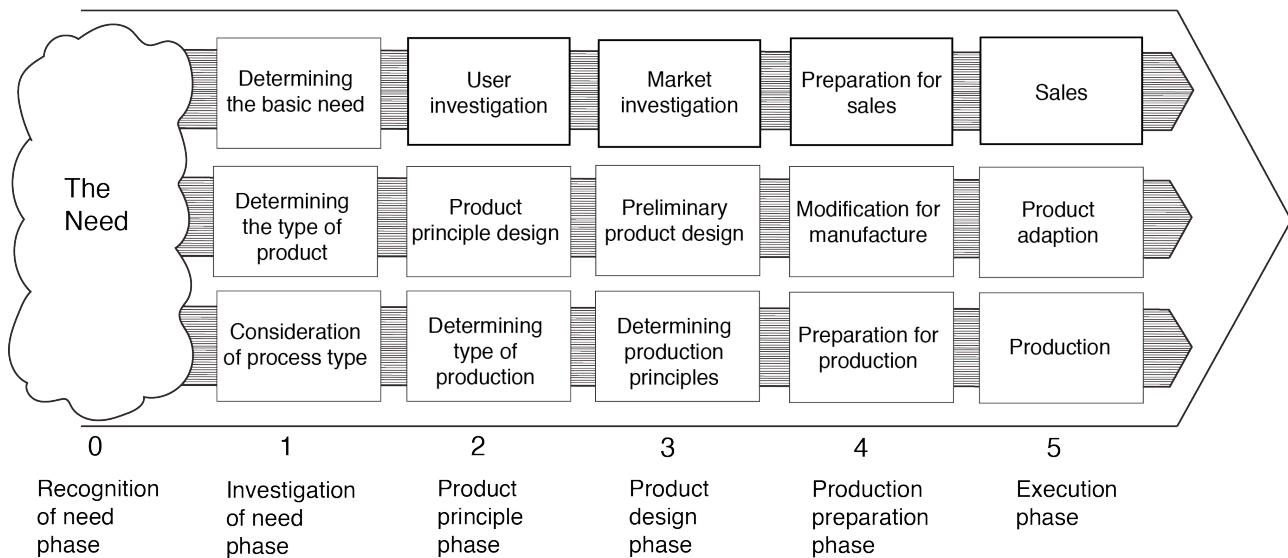 The
Need
Determining
the basic need
User
investigation
Market
investigation
Preparation for
sales
Sales
Determining
the type of
product
Product
principle design
Preliminary
product design
Modification for
manufacture
Product
adaption
Consideration
of process type
Determining
type of
production
Determining
production
principles
Preparation for
production
Production
0
Recognition
of need
phase
1
Investigation
of need
phase
2
Product
principle
phase
3
Product
design
phase
4
Production
preparation
phase
5
Execution
phase